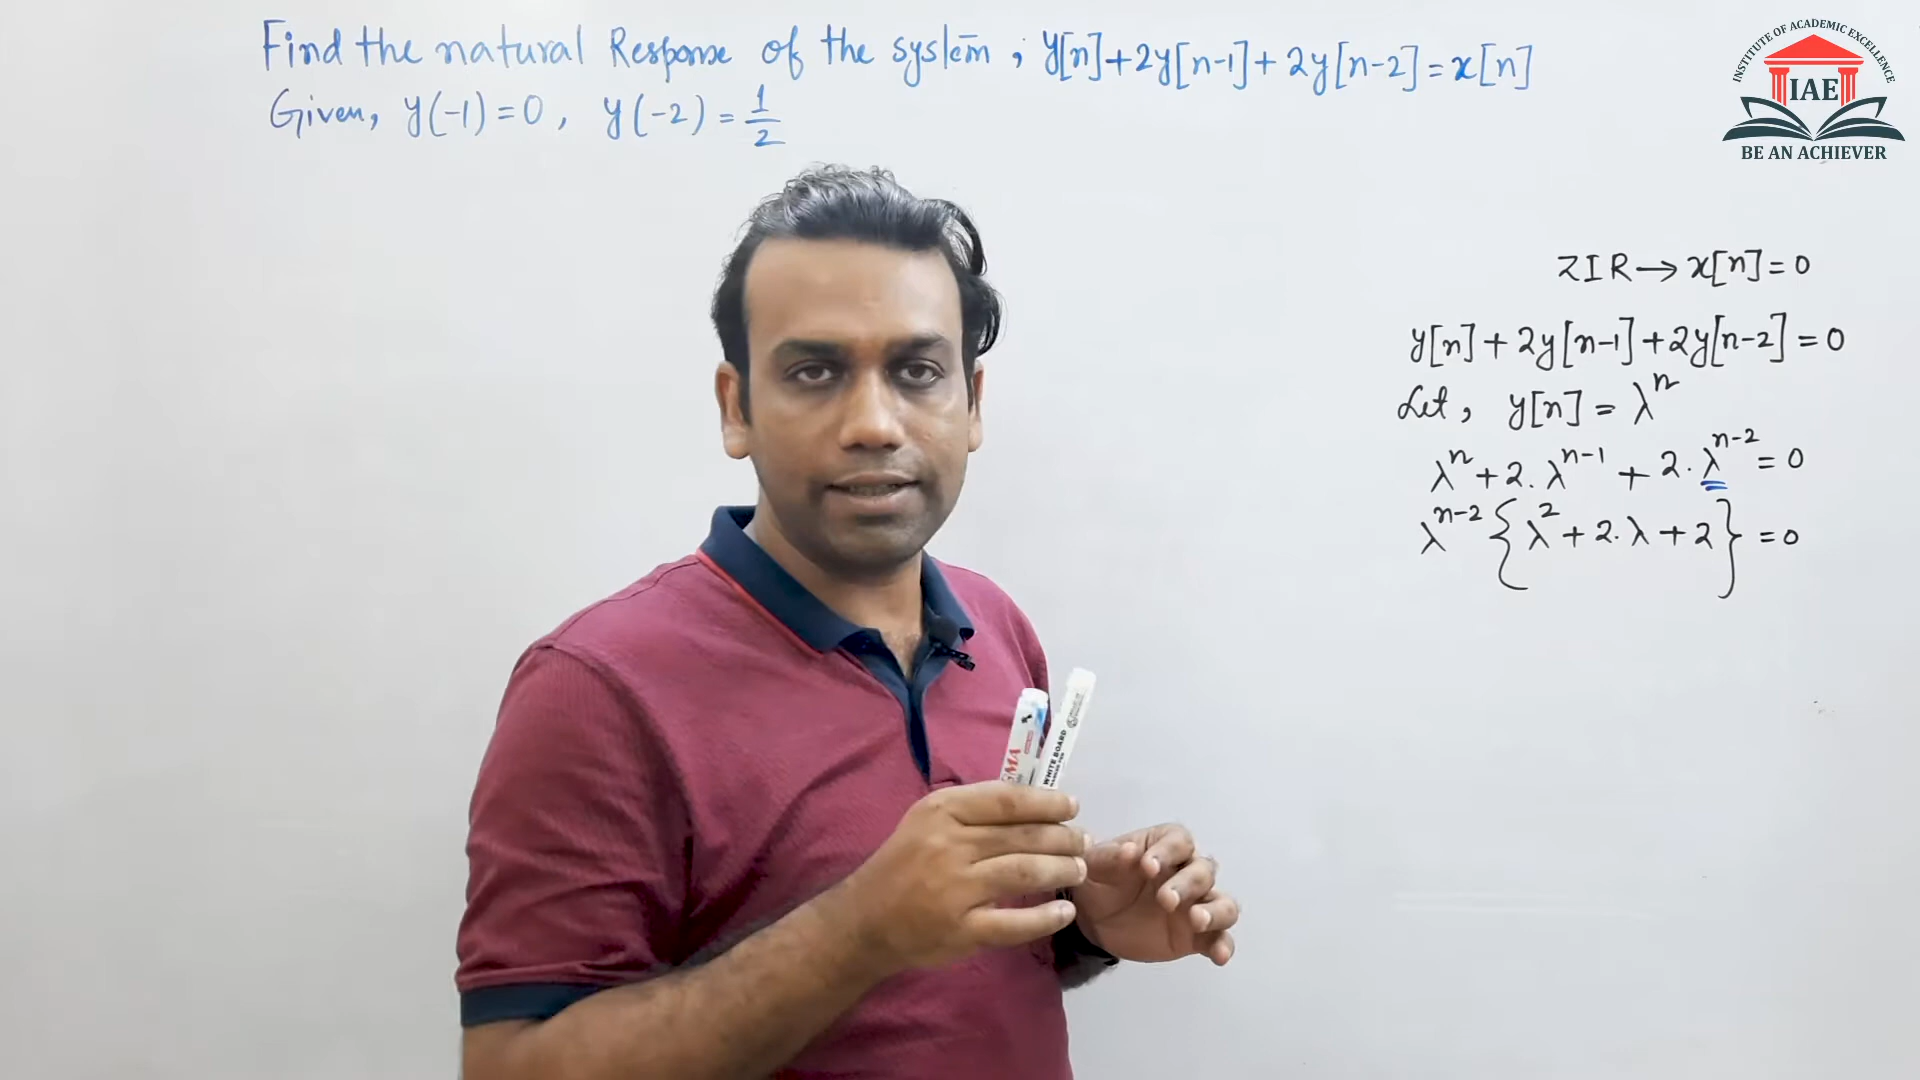 Find the natural Response of the system ; y[n]+2y[n-1]+2y[n-2]=x[n]
Given, y(-1)=0, y(-2)=1/2
INSTITUTE OF ACADEMIC EXCELLENCE
IAE
BE AN ACHIEVER
ZIR→x[n]=0
y[n]+2y[n-1]+2y[n-2]=0
Let, y[n]=λ^n
λ^n+2.λ^{n-1}+2.λ^{n-2}=0
λ^{n-2}{λ^2+2.λ+2}=0
WHITE BOARD